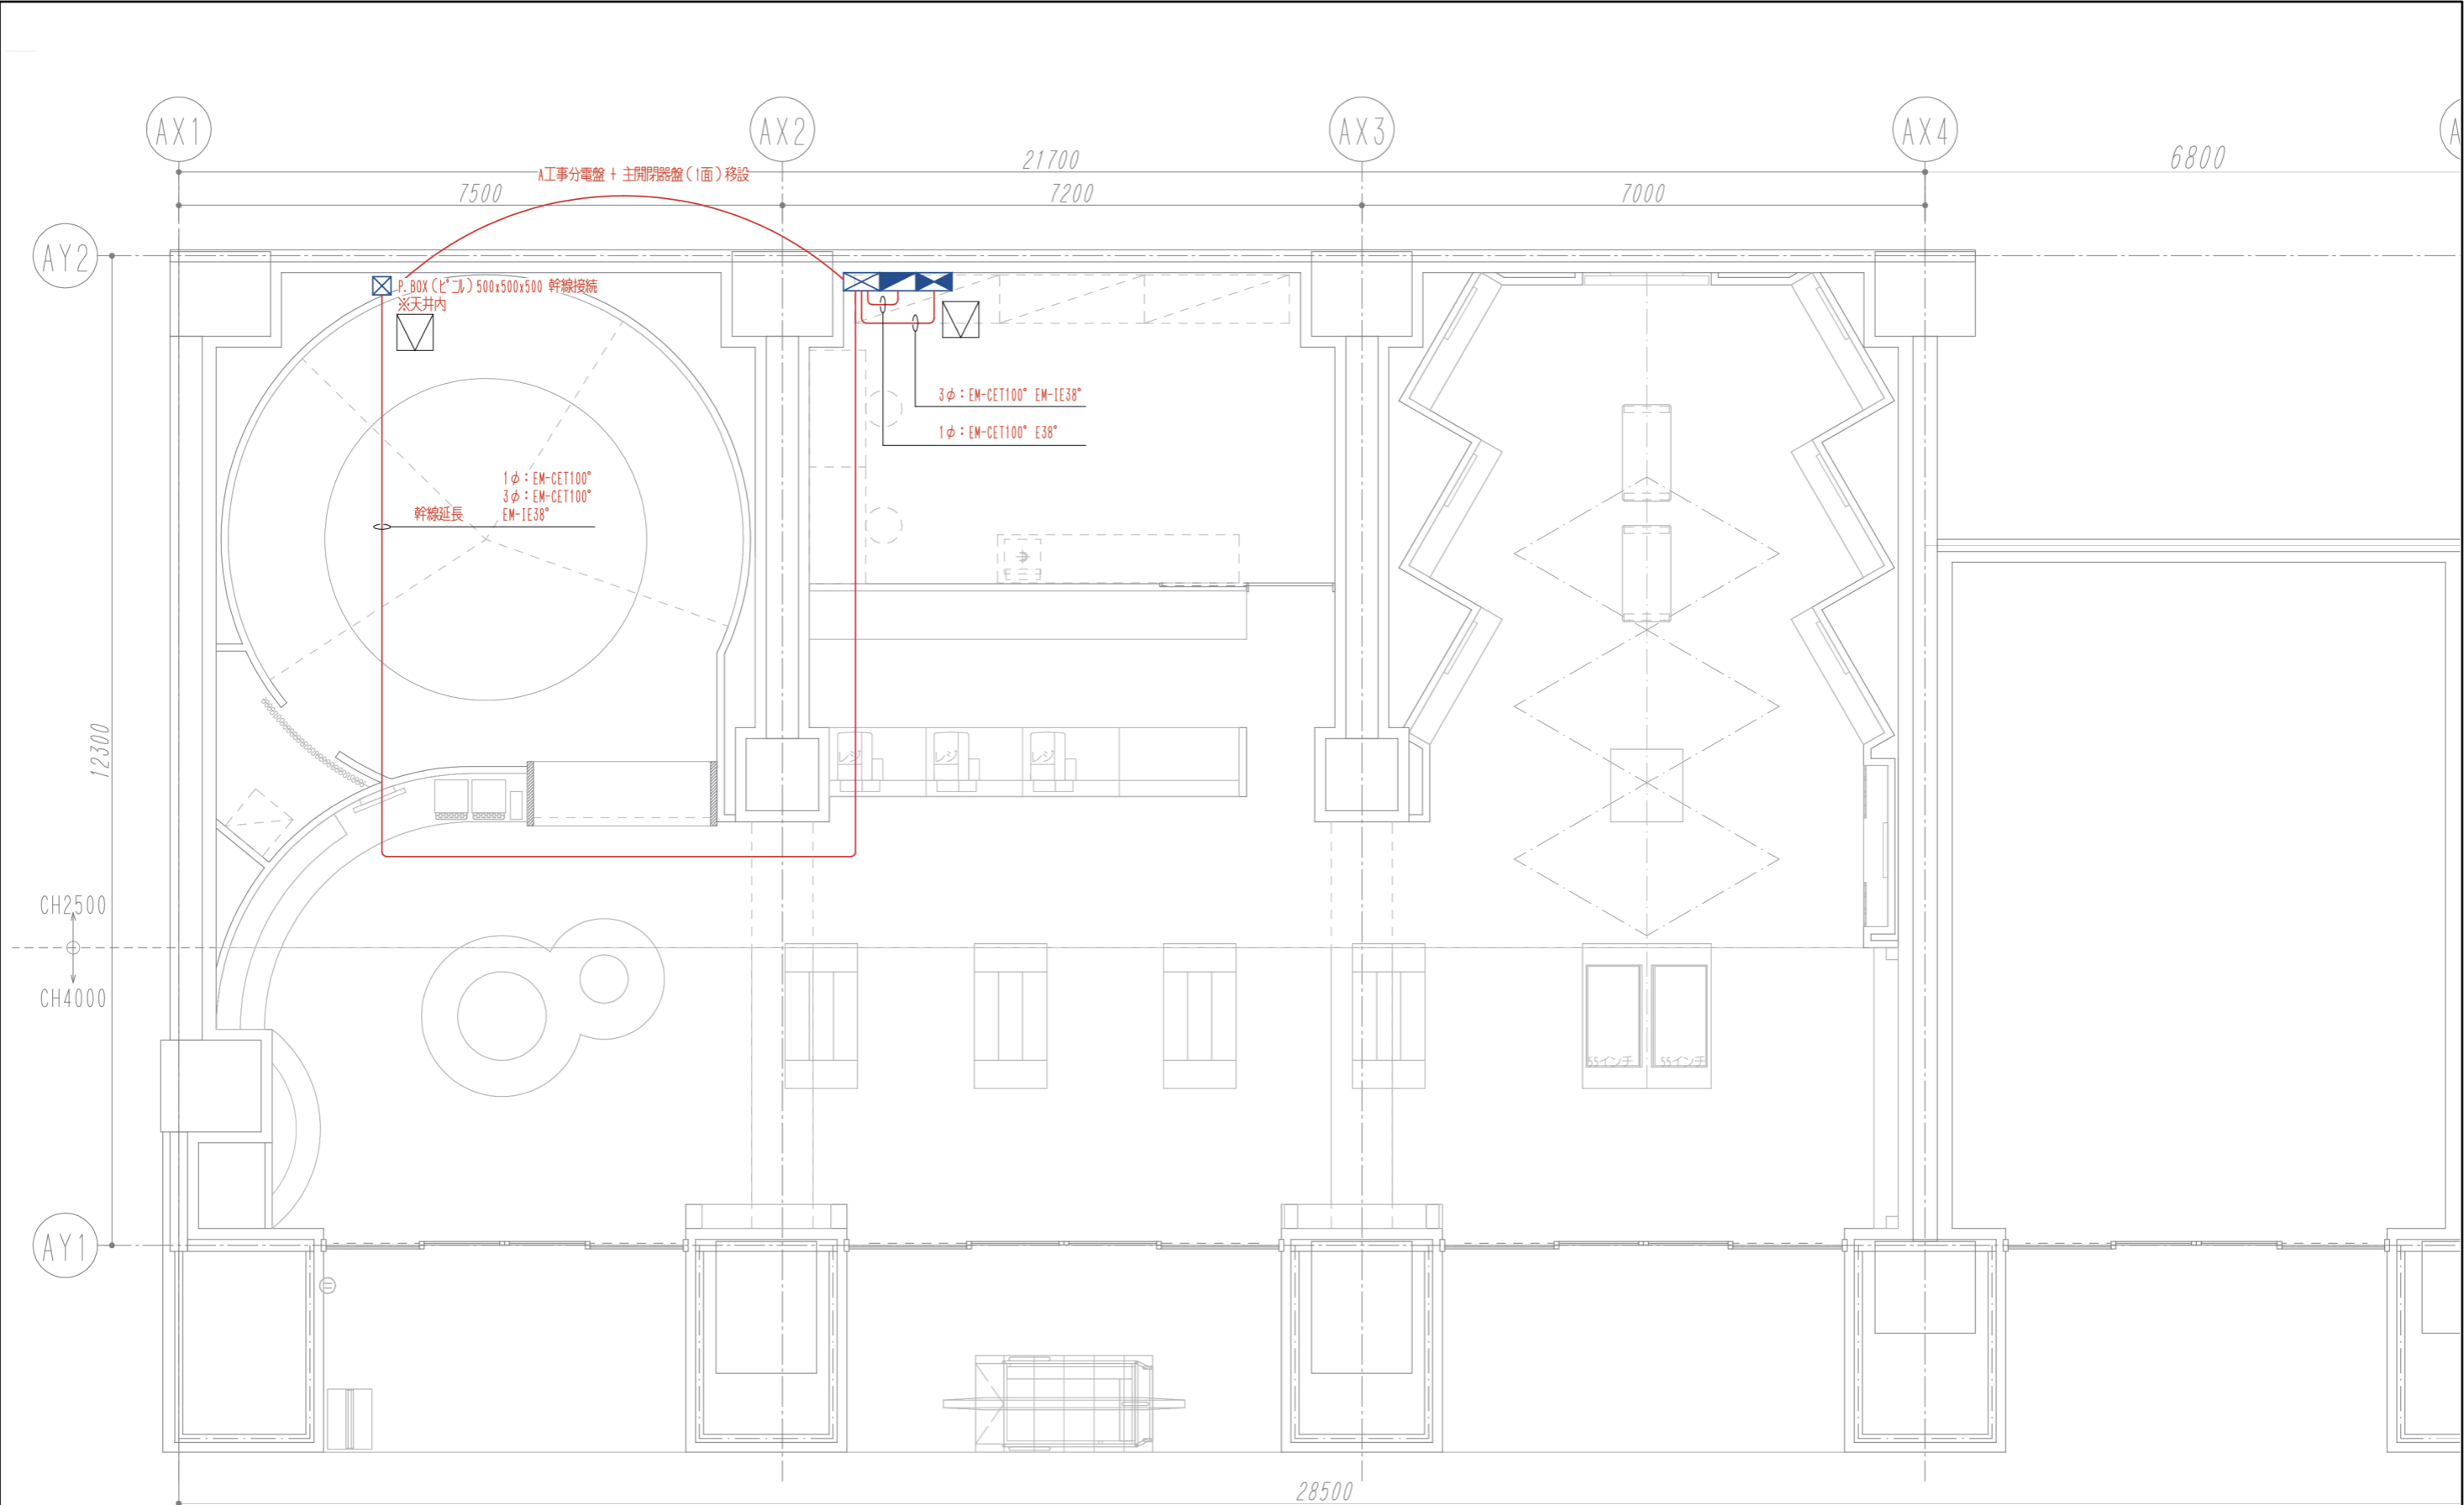 AX1
AX2
AX3
AX4
A
21700
6800
A工事分電盤 + 主開閉器盤(1面)移設
7500
7200
7000
AY2
P.BOX(ﾋﾞﾆﾙ)500x500x500 幹線接続
※天井内
3φ:EM-CET100° EM-IE38°
1φ:EM-CET100° E38°
1φ:EM-CET100°
3φ:EM-CET100°
幹線延長 EM-IE38°
12300
レジ
レジ
レジ
CH2500
CH4000
55インチ
55インチ
AY1
28500